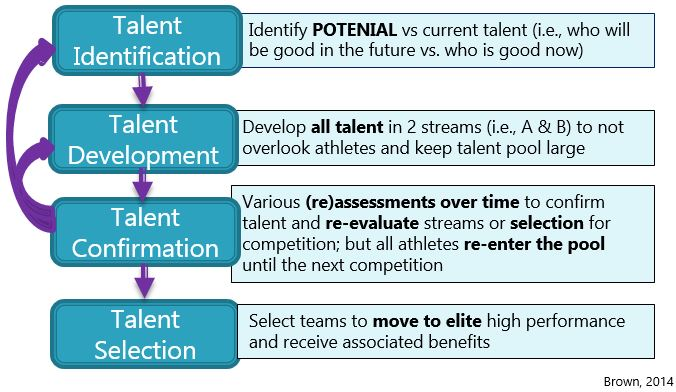 Talent
Identification
Identify POTENIAL vs current talent (i.e., who will
be good in the future vs. who is good now)
Talent
Development
Develop all talent in 2 streams (i.e., A & B) to not
overlook athletes and keep talent pool large
Talent
Confirmation
Various (re)assessments over time to confirm
talent and re-evaluate streams or selection for
competition; but all athletes re-enter the pool
until the next competition
Talent
Selection
Select teams to move to elite high performance
and receive associated benefits
Brown, 2014